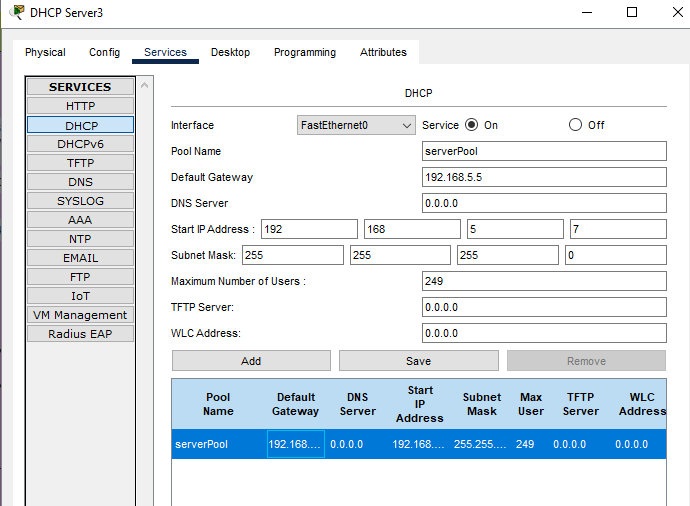 DHCP Server3
Physical Config Services Desktop Programming Attributes
SERVICES
HTTP
DHCP
DHCPv6
TFTP
DNS
SYSLOG
AAA
NTP
EMAIL
FTP
IoT
VM Management
Radius EAP
DHCP
Interface FastEthernet0 Service On Off
Pool Name serverPool
Default Gateway 192.168.5.5
DNS Server 0.0.0.0
Start IP Address : 192 168 5 7
Subnet Mask: 255 255 255 0
Maximum Number of Users : 249
TFTP Server: 0.0.0.0
WLC Address: 0.0.0.0
Add Save Remove
Pool Name Default Gateway DNS Server Start IP Address Subnet Mask Max User TFTP Server WLC Address
serverPool 192.168.... 0.0.0.0 192.168.... 255.255.... 249 0.0.0.0 0.0.0.0